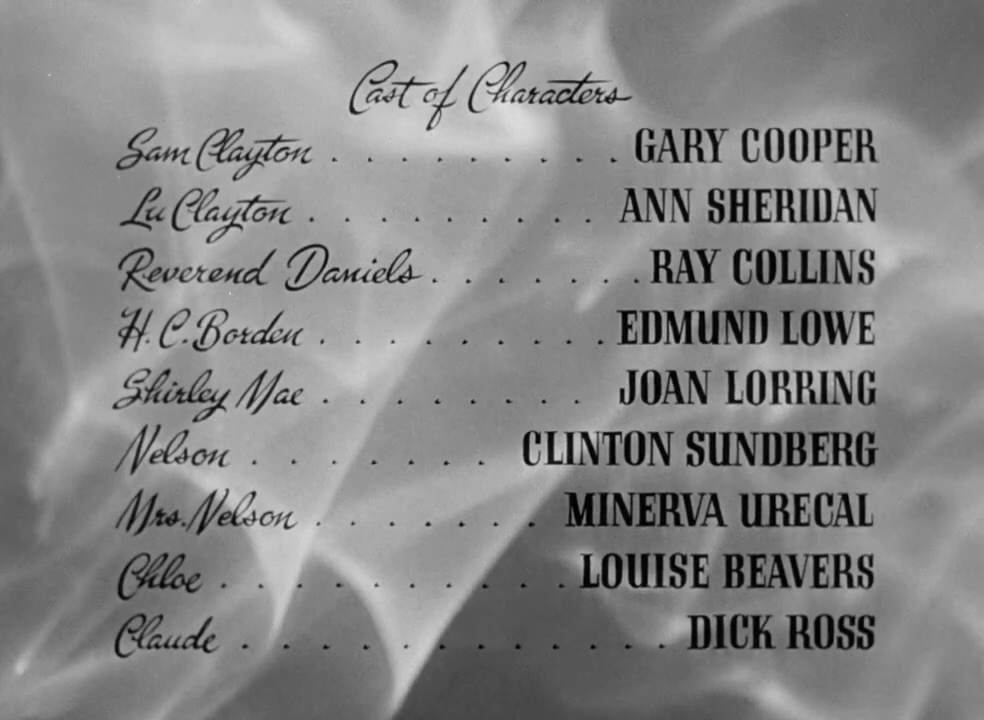 Cast of Characters
Sam Clayton . . . . . . . . . . GARY COOPER
Lu Clayton . . . . . . . . . ANN SHERIDAN
Reverend Daniels . . . . . . . RAY COLLINS
H. C. Borden . . . . . . . . . EDMUND LOWE
Shirley Mae . . . . . . . . JOAN LORRING
Nelson . . . . . . . CLINTON SUNDBERG
Mrs. Nelson . . . . . . . MINERVA URECAL
Chloe . . . . . . . . . . . LOUISE BEAVERS
Claude . . . . . . . . . . . . DICK ROSS